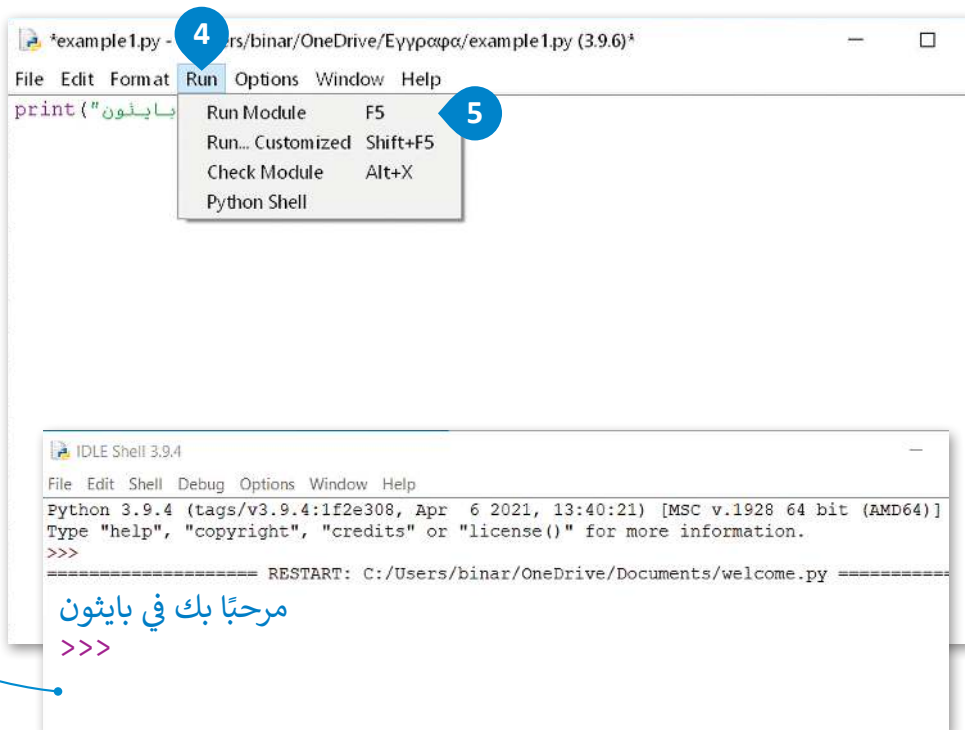 *example1.py - rs/binar/OneDrive/Εγγραφα/example1.py (3.9.6)*
4
File Edit Format Run Options Window Help
print("بايثون
Run Module F5
5
Run... Customized Shift+F5
Check Module Alt+X
Python Shell
IDLE Shell 3.9.4
File Edit Shell Debug Options Window Help
Python 3.9.4 (tags/v3.9.4:1f2e308, Apr 6 2021, 13:40:21) [MSC v.1928 64 bit (AMD64)]
Type "help", "copyright", "credits" or "license()" for more information.
>>>
==================== RESTART: C:/Users/binar/OneDrive/Documents/welcome.py ===========
مرحبًا بك في بايثون
>>>